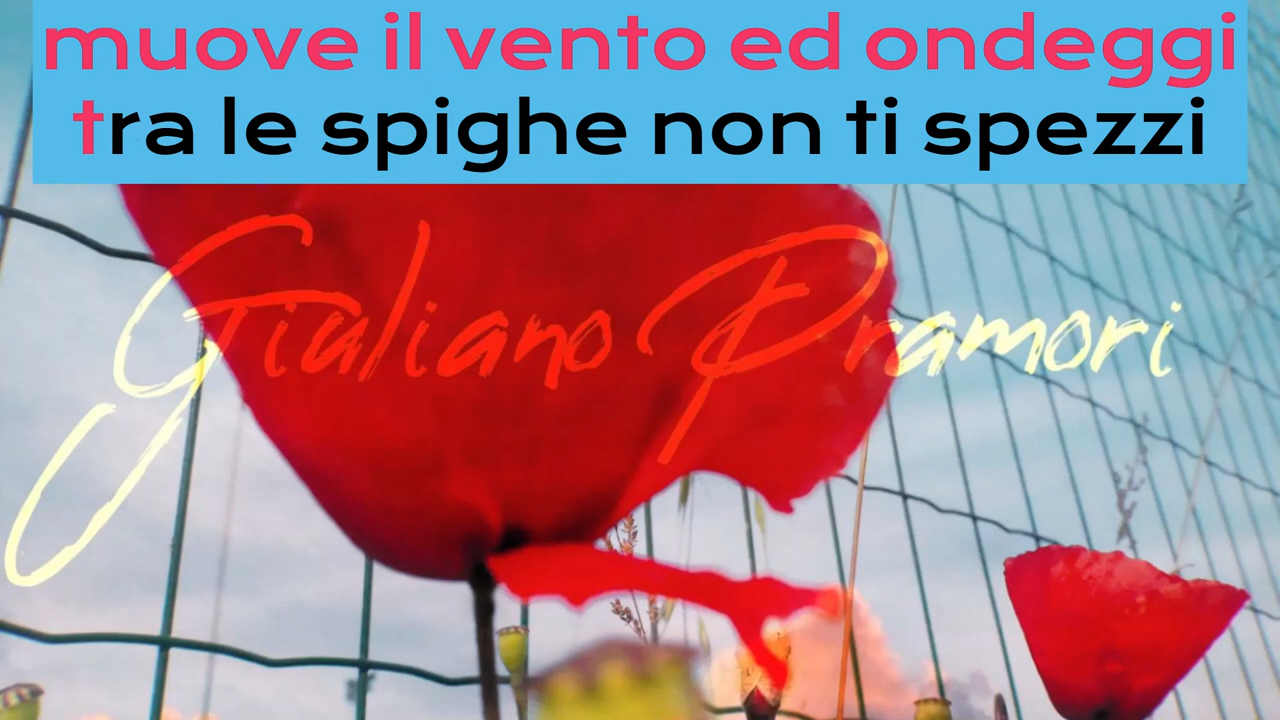 muove il vento ed ondeggi
tra le spighe non ti spezzi
Giuliano Pramori